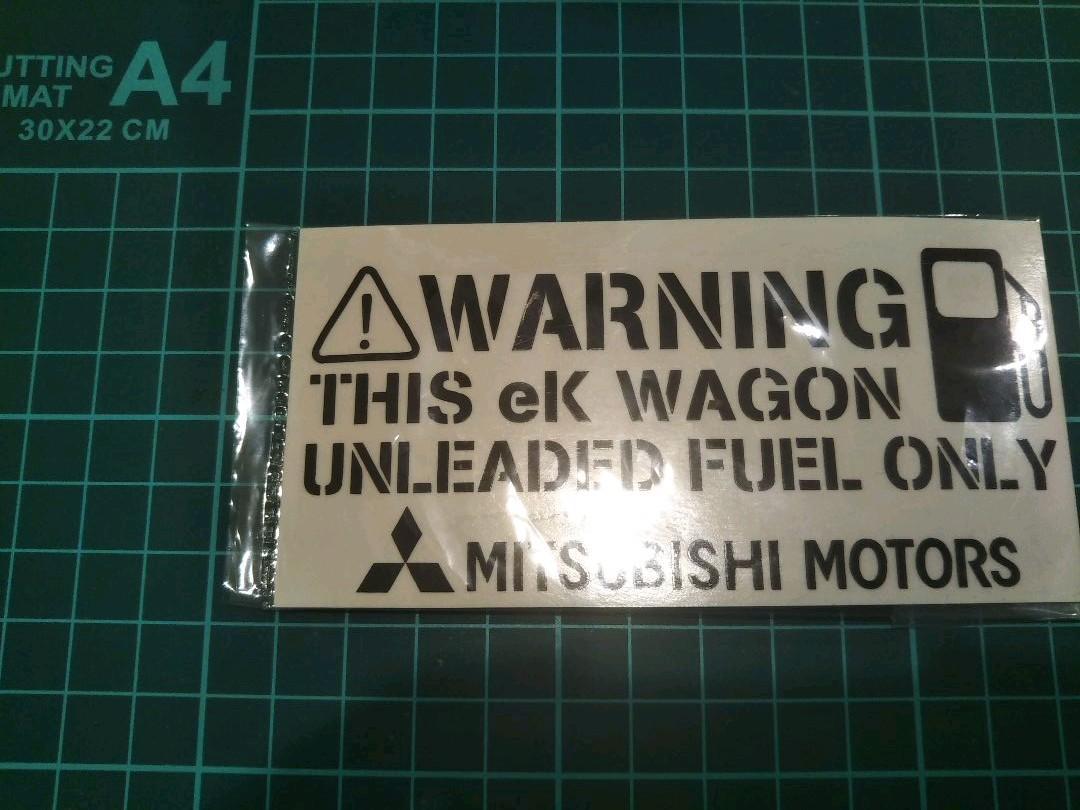 UTTING
MAT
A4
30X22 CM
WARNING
THIS eK WAGON
UNLEADED FUEL ONLY
MITSUBISHI MOTORS